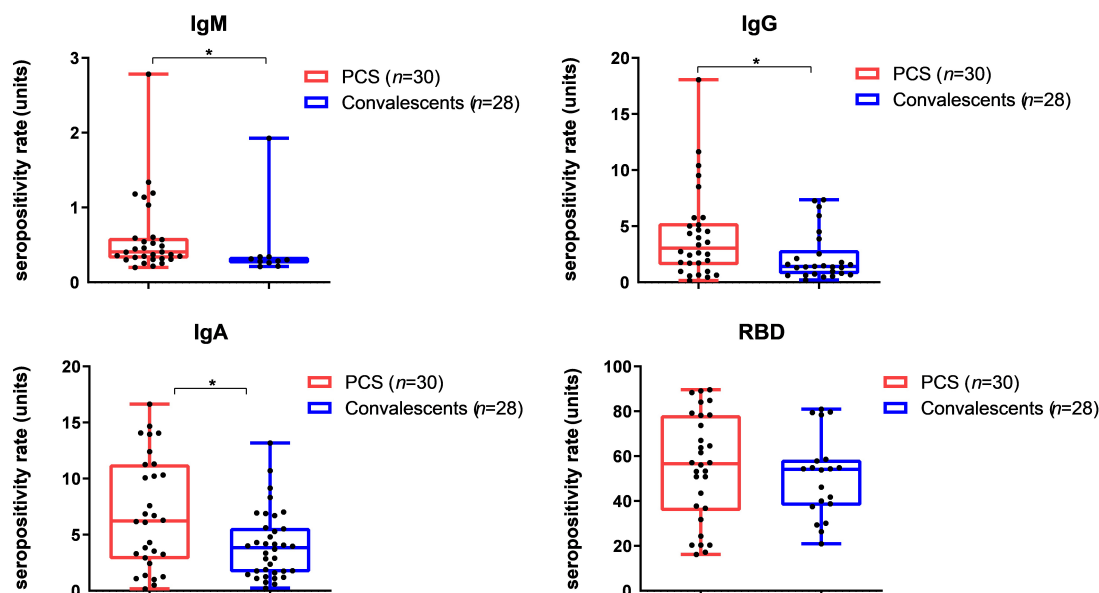 IgM
seropositivity rate (units)
3
2
1
0
*
PCS (n=30)
Convalescents (n=28)
IgG
seropositivity rate (units)
20
15
10
5
0
*
PCS (n=30)
Convalescents (n=28)
IgA
seropositivity rate (units)
20
15
10
5
0
*
PCS (n=30)
Convalescents (n=28)
RBD
seropositivity rate (units)
100
80
60
40
20
0
PCS (n=30)
Convalescents (n=28)